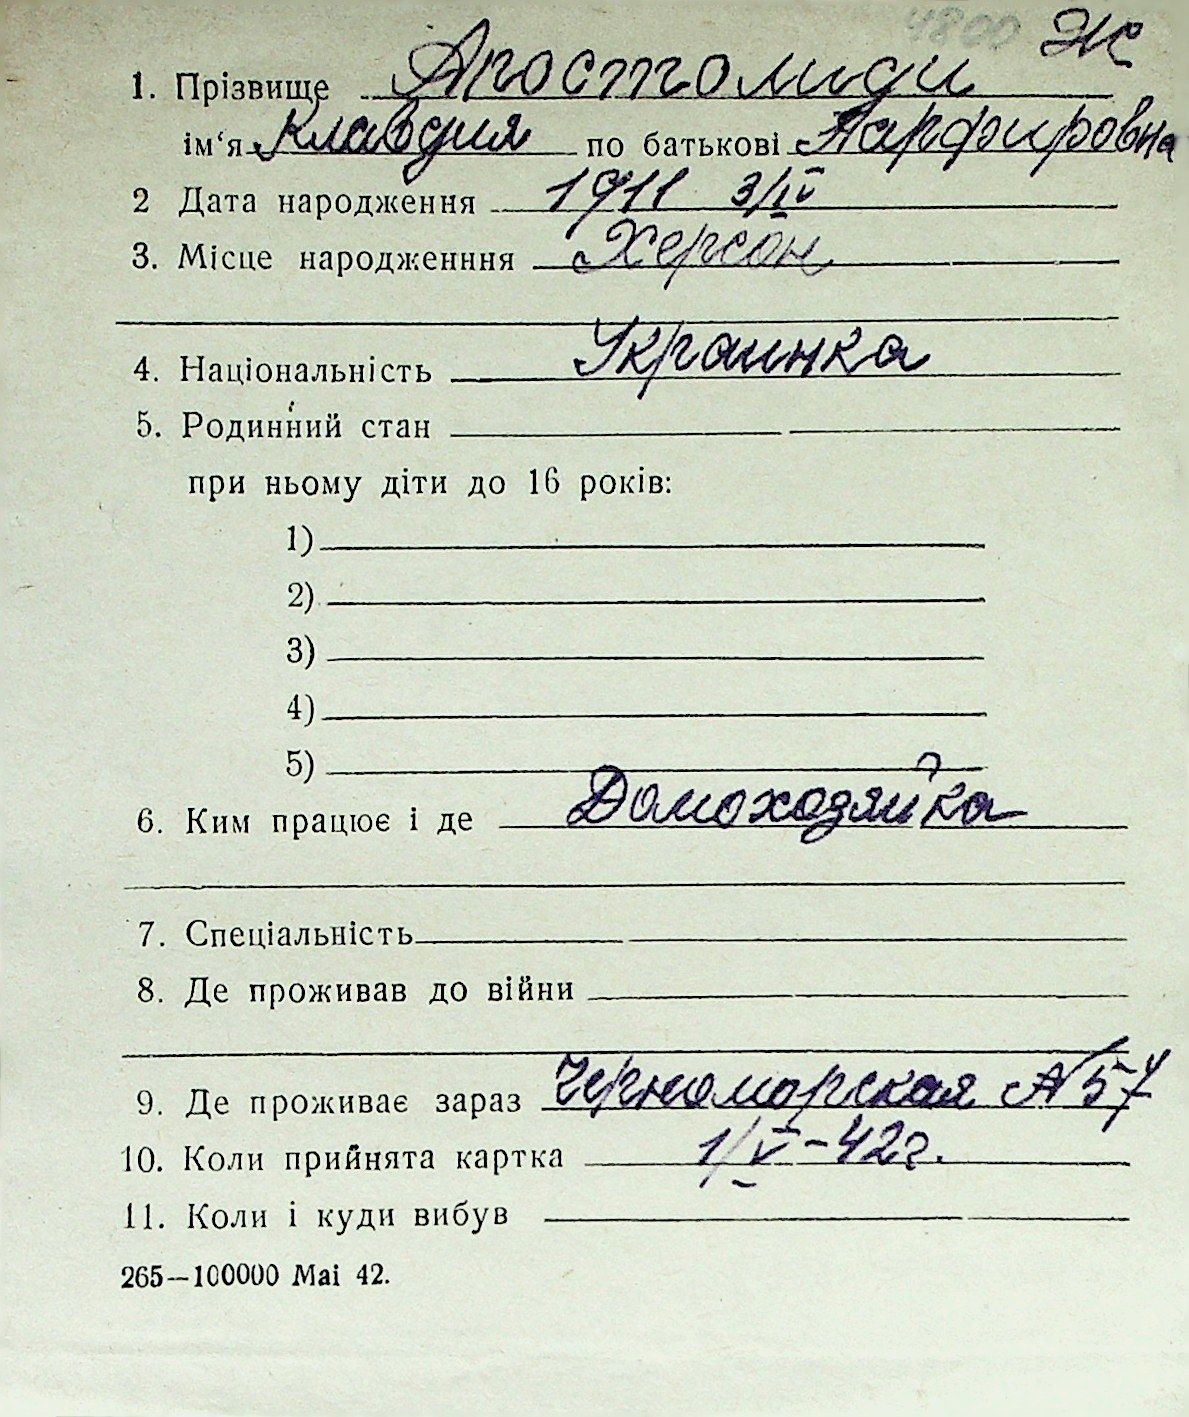 4800 Ж
1. Прізвище Апостолиди
ім‘я Клавдия по батькові Парфировна
2 Дата народження 1911 3/IV
3. Місце народженння Херсон
4. Національність Украинка
5. Родинний стан
при ньому діти до 16 років:
1)
2)
3)
4)
5)
6. Ким працює і де Домохозяйка
7. Спеціальність
8. Де проживав до війни
9. Де проживає зараз Черноморская № 57
10. Коли прийнята картка 1/V-42г.
11. Коли і куди вибув
265—100000 Mai 42.